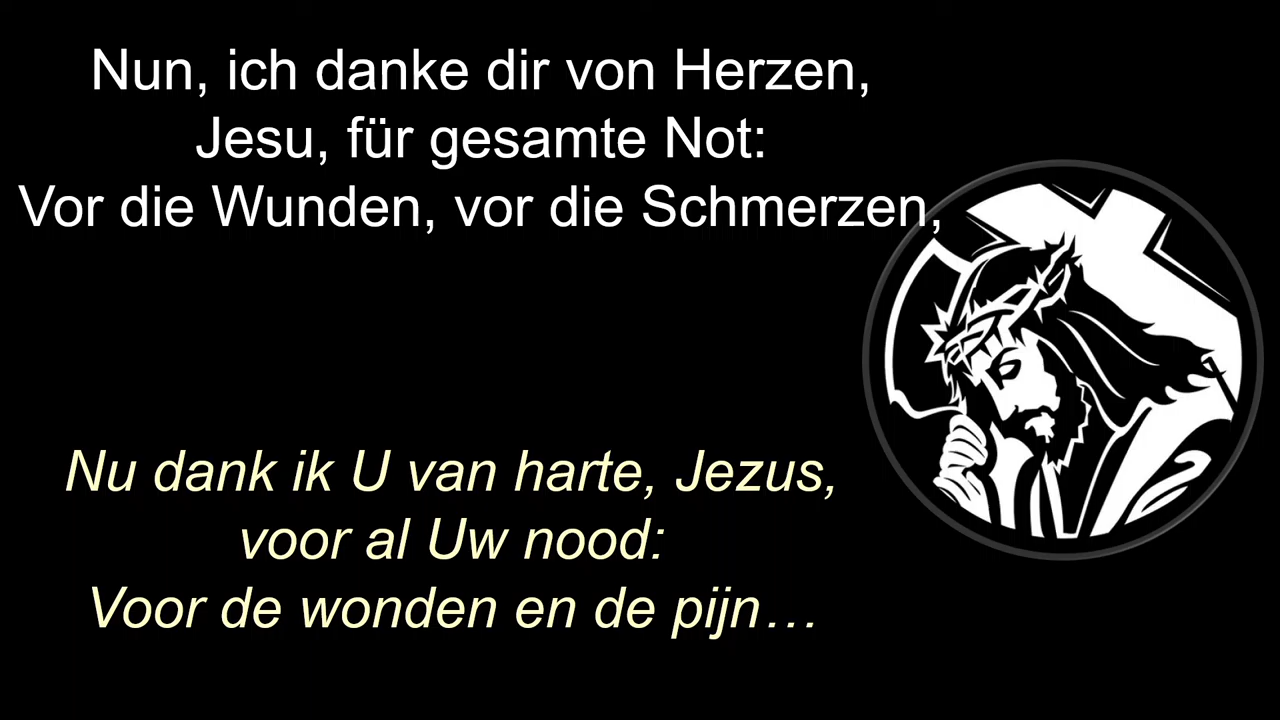 Nun, ich danke dir von Herzen,
Jesu, für gesamte Not:
Vor die Wunden, vor die Schmerzen,
Nu dank ik U van harte, Jezus,
voor al Uw nood:
Voor de wonden en de pijn…